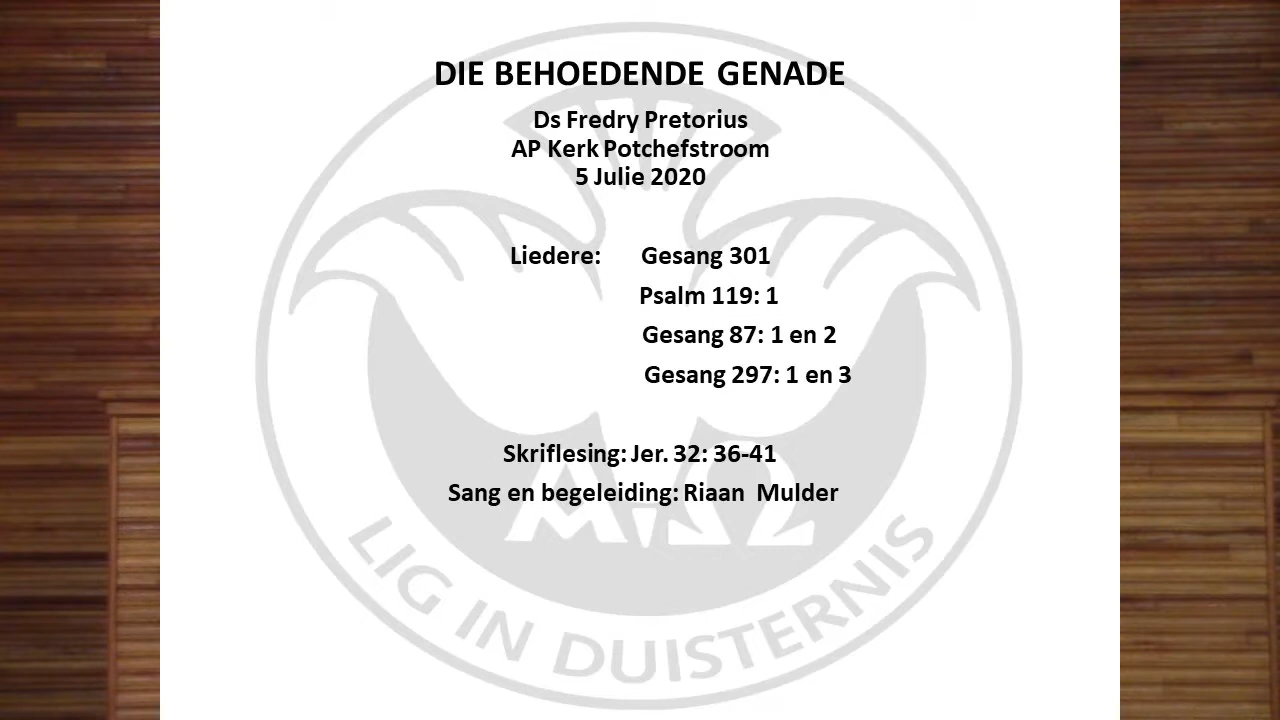 DIE BEHOEDENDE GENADE
Ds Fredry Pretorius
AP Kerk Potchefstroom
5 Julie 2020
Liedere: Gesang 301
Psalm 119: 1
Gesang 87: 1 en 2
Gesang 297: 1 en 3
Skriflesing: Jer. 32: 36-41
Sang en begeleiding: Riaan Mulder
A Ω
LIG IN DUISTERNIS